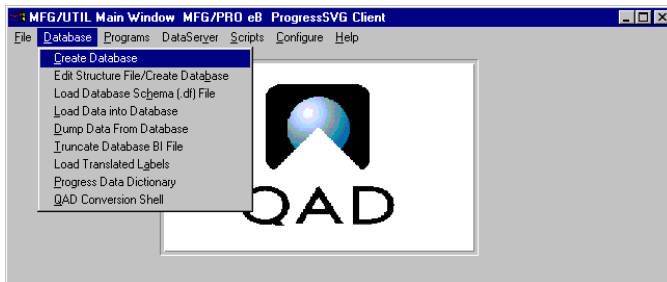 MFG/UTIL Main Window MFG/PRO eB ProgressSVG Client
File Database Programs DataServer Scripts Configure Help
Create Database
Edit Structure File/Create Database
Load Database Schema (.df) File
Load Data into Database
Dump Data From Database
Truncate Database BI File
Load Translated Labels
Progress Data Dictionary
QAD Conversion Shell
QAD